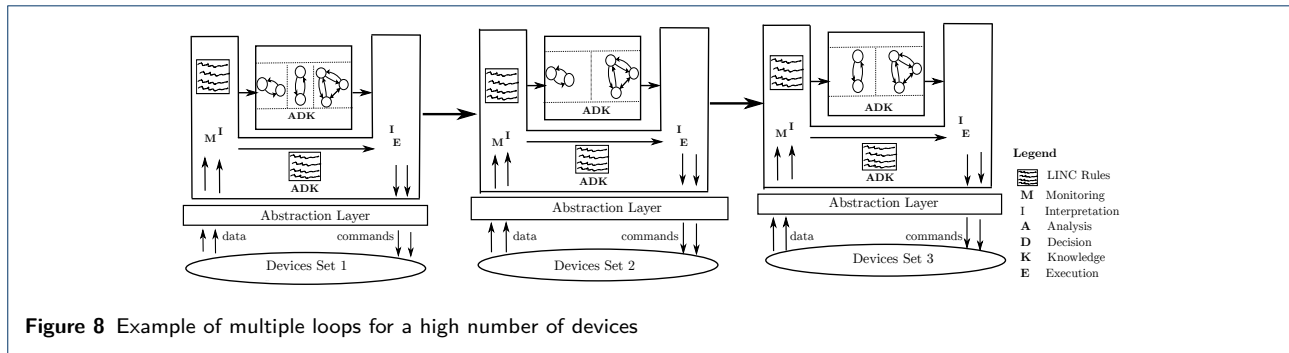 ADK
M I
I
E
ADK
Abstraction Layer
data
commands
Devices Set 1
ADK
M I
I
E
ADK
Abstraction Layer
data
commands
Devices Set 2
ADK
M I
I
E
ADK
Abstraction Layer
data
commands
Devices Set 3
Legend
LINC Rules
M Monitoring
I Interpretation
A Analysis
D Decision
K Knowledge
E Execution
Figure 8 Example of multiple loops for a high number of devices